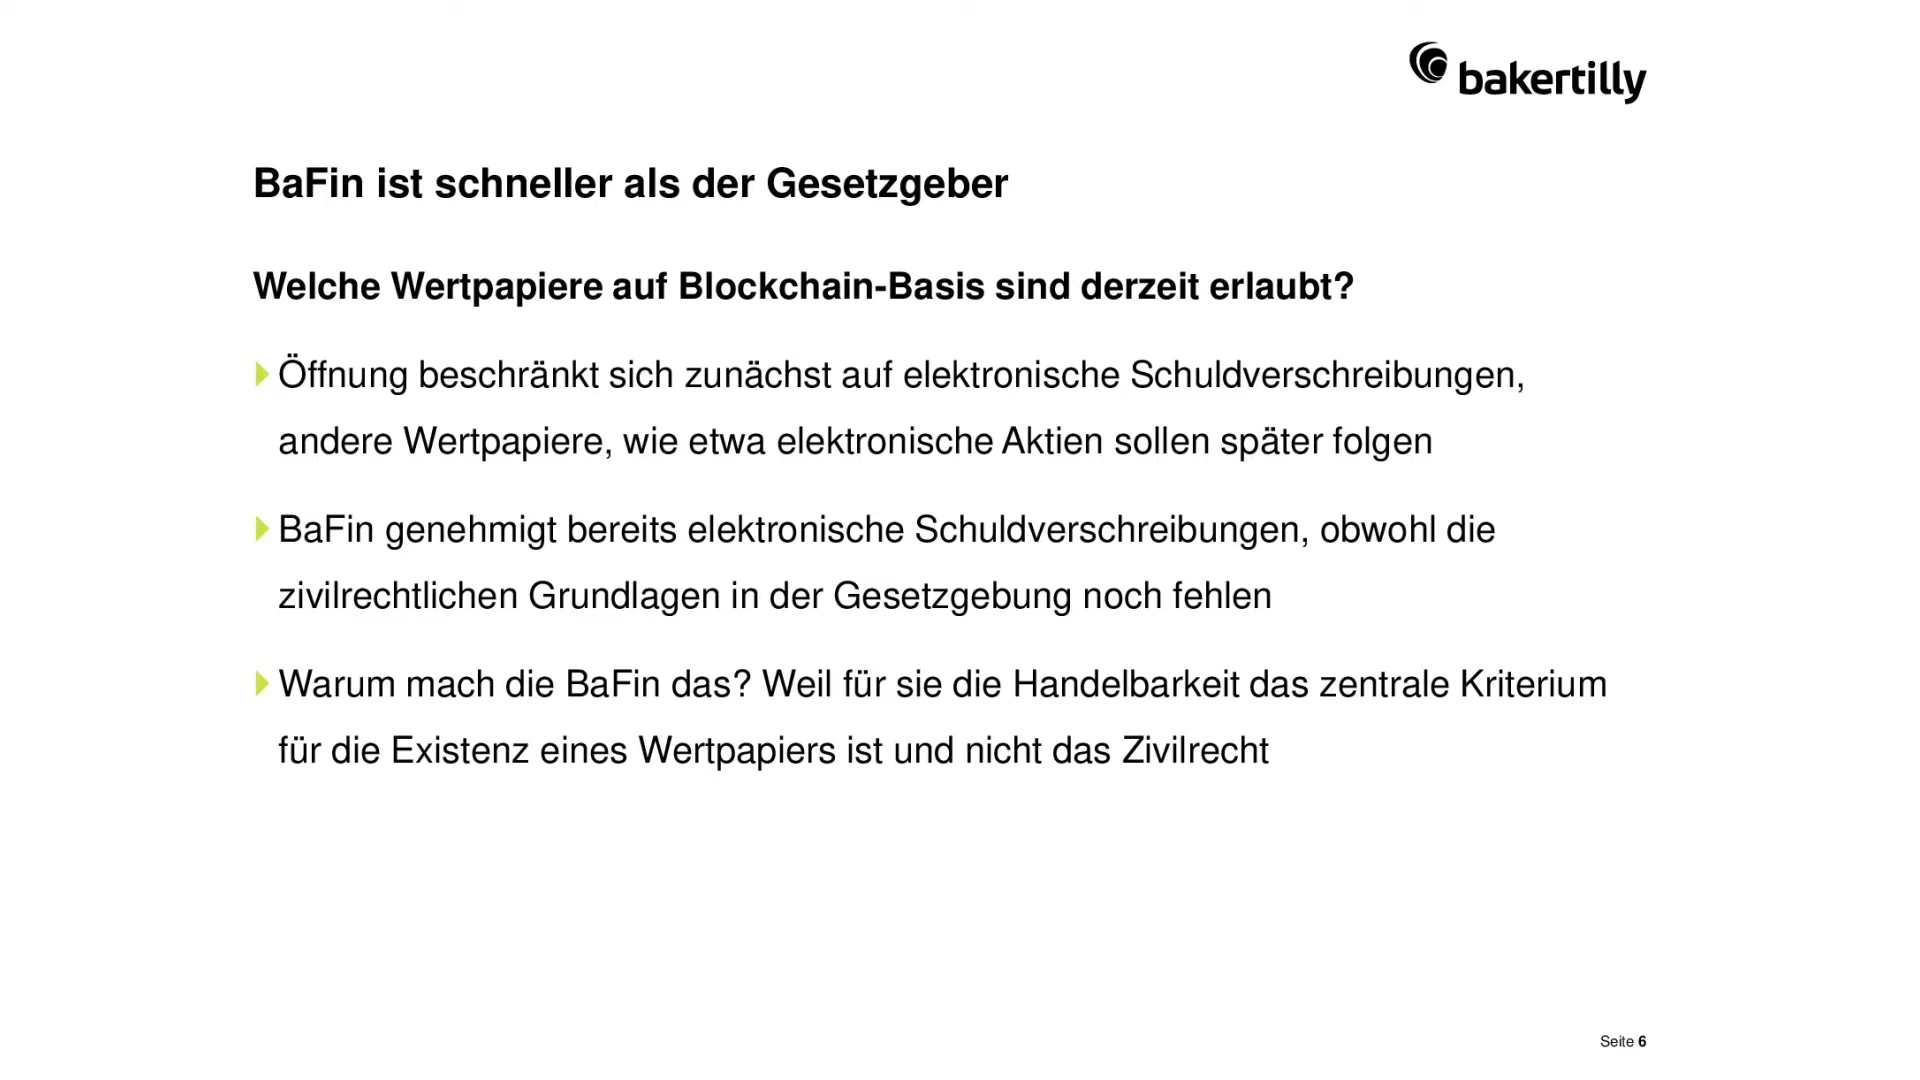 bakertilly
BaFin ist schneller als der Gesetzgeber
Welche Wertpapiere auf Blockchain-Basis sind derzeit erlaubt?
Öffnung beschränkt sich zunächst auf elektronische Schuldverschreibungen,
andere Wertpapiere, wie etwa elektronische Aktien sollen später folgen
BaFin genehmigt bereits elektronische Schuldverschreibungen, obwohl die
zivilrechtlichen Grundlagen in der Gesetzgebung noch fehlen
Warum mach die BaFin das? Weil für sie die Handelbarkeit das zentrale Kriterium
für die Existenz eines Wertpapiers ist und nicht das Zivilrecht
Seite 6